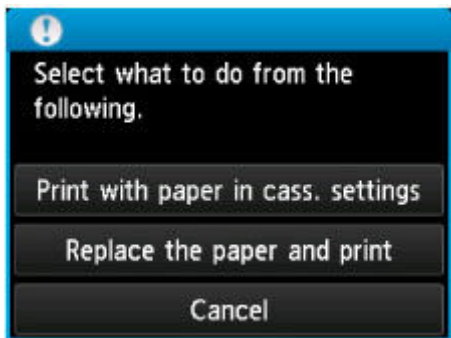 Select what to do from the
following.
Print with paper in cass. settings
Replace the paper and print
Cancel